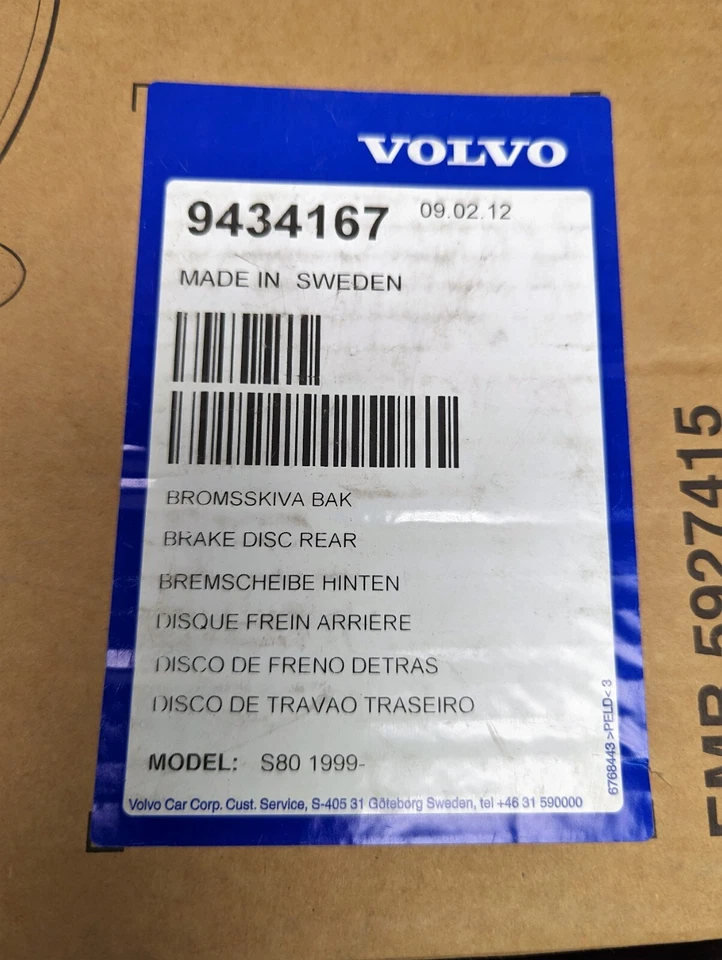 VOLVO
9434167 09.02.12
MADE IN SWEDEN
BROMSSKIVA BAK
BRAKE DISC REAR
BREMSCHEIBE HINTEN
DISQUE FREIN ARRIERE
DISCO DE FRENO DETRAS
DISCO DE TRAVAO TRASEIRO
MODEL: S80 1999-
Volvo Car Corp. Cust. Service, S-405 31 Göteborg Sweden, tel +46 31 590000
6768443 >PELD< 3
EMB 5927415